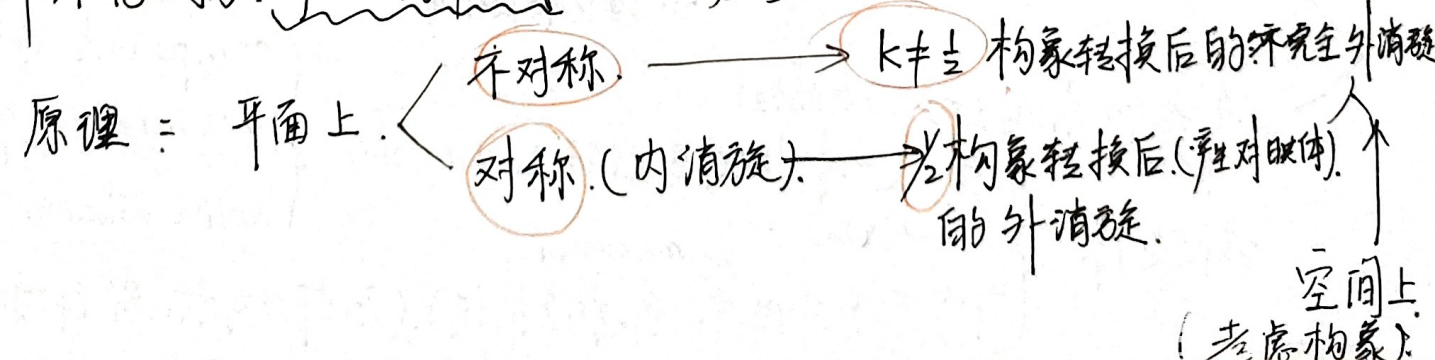 不对称. → k≠½ 构象转换后的不完全外消旋
原理： 平面上.
对称.(内消旋). → ½构象转换后.(产生对映体).
的外消旋.
空间上.
(考虑构象).